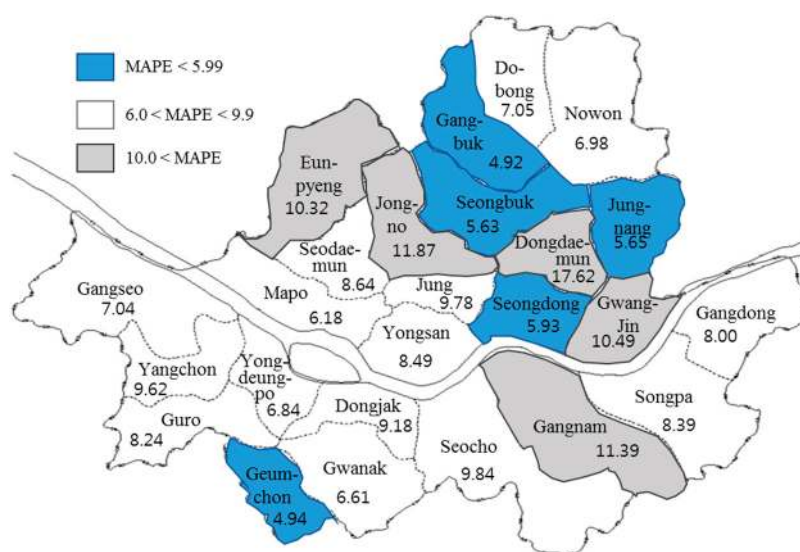 MAPE < 5.99
6.0 < MAPE < 9.9
10.0 < MAPE
Do-
bong
7.05
Nowon
6.98
Gang-
buk
4.92
Eun-
pyeng
10.32
Jong-
no
11.87
Seongbuk
5.63
Jung-
nang
5.65
Seodae-
mun
8.64
Dongdae-
mun
17.62
Gangseo
7.04
Mapo
6.18
Jung
9.78
Seongdong
5.93
Gwang-
Jin
10.49
Gangdong
8.00
Yongsan
8.49
Yangchon
9.62
Yong-
deung-
po
6.84
Guro
8.24
Dongjak
9.18
Songpa
8.39
Gangnam
11.39
Seocho
9.84
Gwanak
6.61
Geum-
chon
4.94